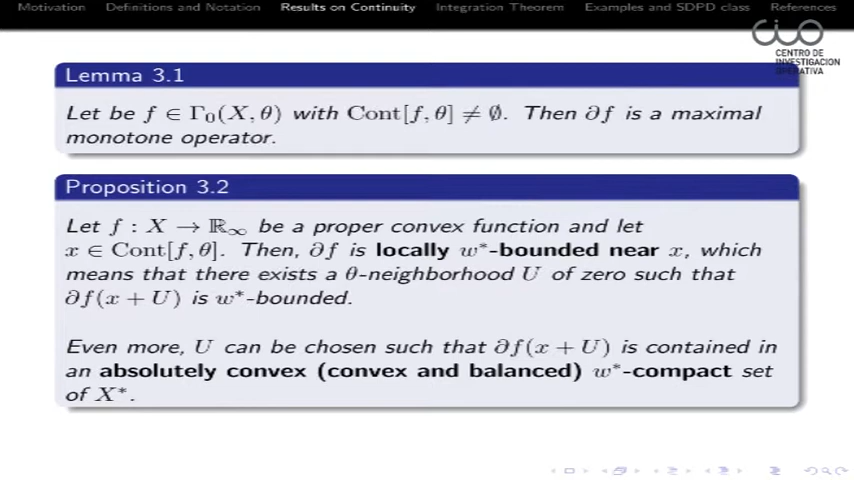 Motivation Definitions and Notation Results on Continuity Integration Theorem Examples and SDPD class References
CENTRO DE
INVESTIGACION
OPERATIVA
Lemma 3.1
Let be f ∈ Γ₀(X, θ) with Cont[f, θ] ≠ ∅. Then ∂f is a maximal
monotone operator.
Proposition 3.2
Let f : X → ℝ∞ be a proper convex function and let
x ∈ Cont[f, θ]. Then, ∂f is locally w*-bounded near x, which
means that there exists a θ-neighborhood U of zero such that
∂f(x + U) is w*-bounded.
Even more, U can be chosen such that ∂f(x + U) is contained in
an absolutely convex (convex and balanced) w*-compact set
of X*.